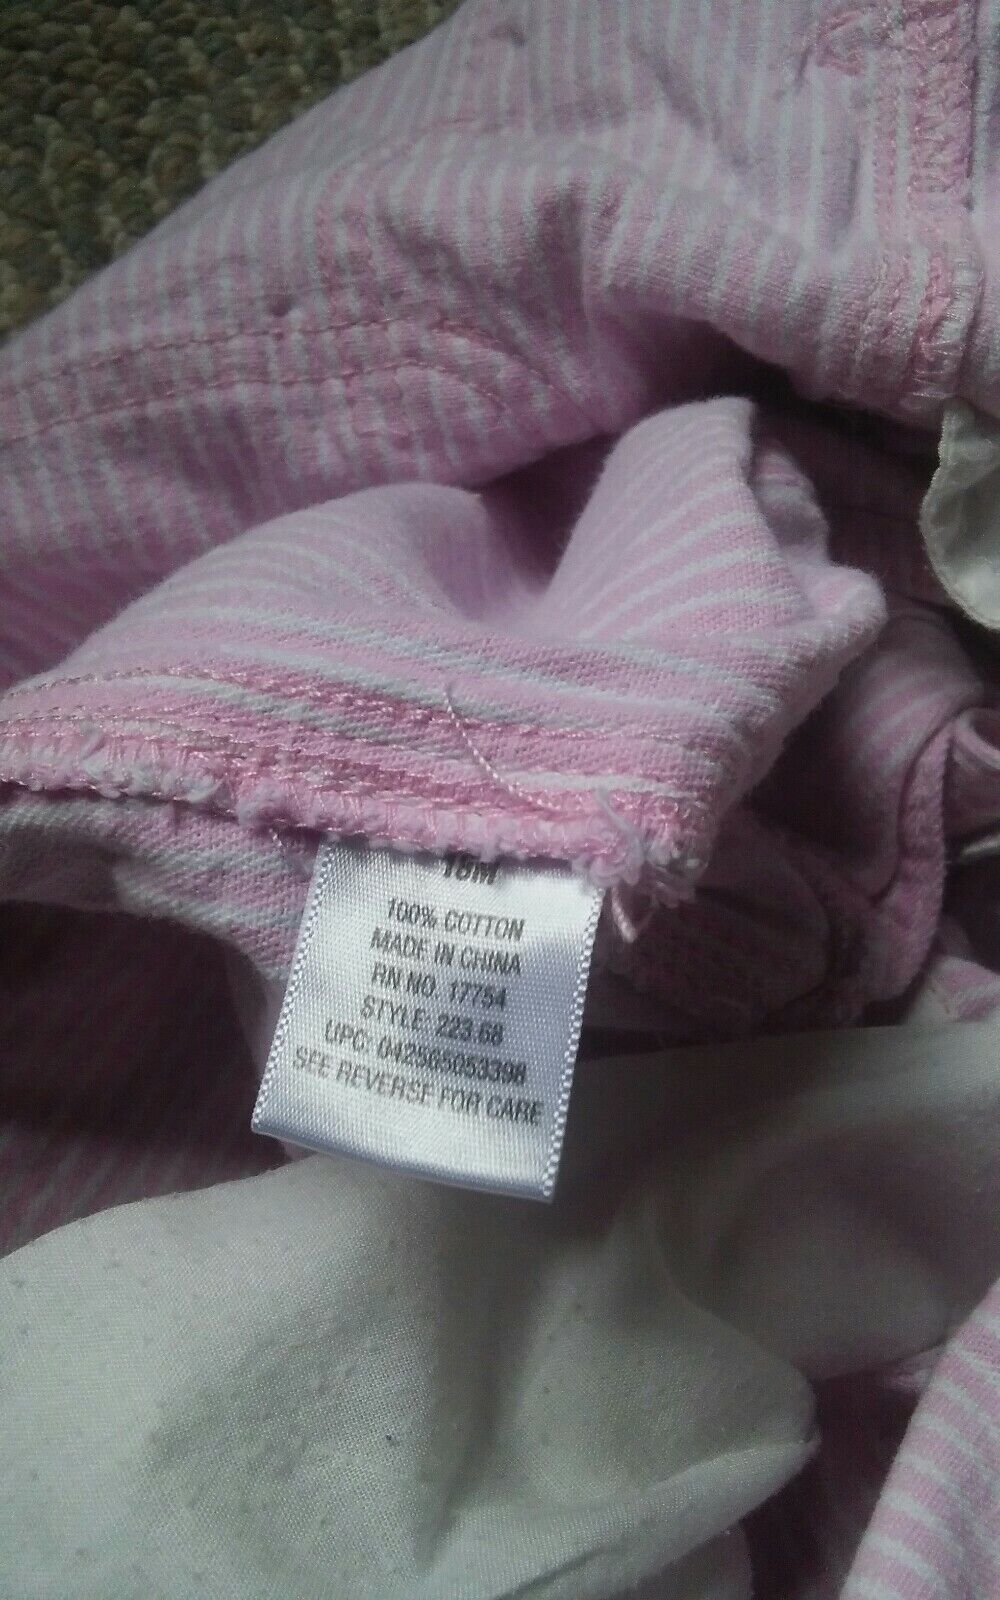 18M
100% COTTON
MADE IN CHINA
RN NO. 17754
STYLE: 223.68
UPC: 042565053398
SEE REVERSE FOR CARE